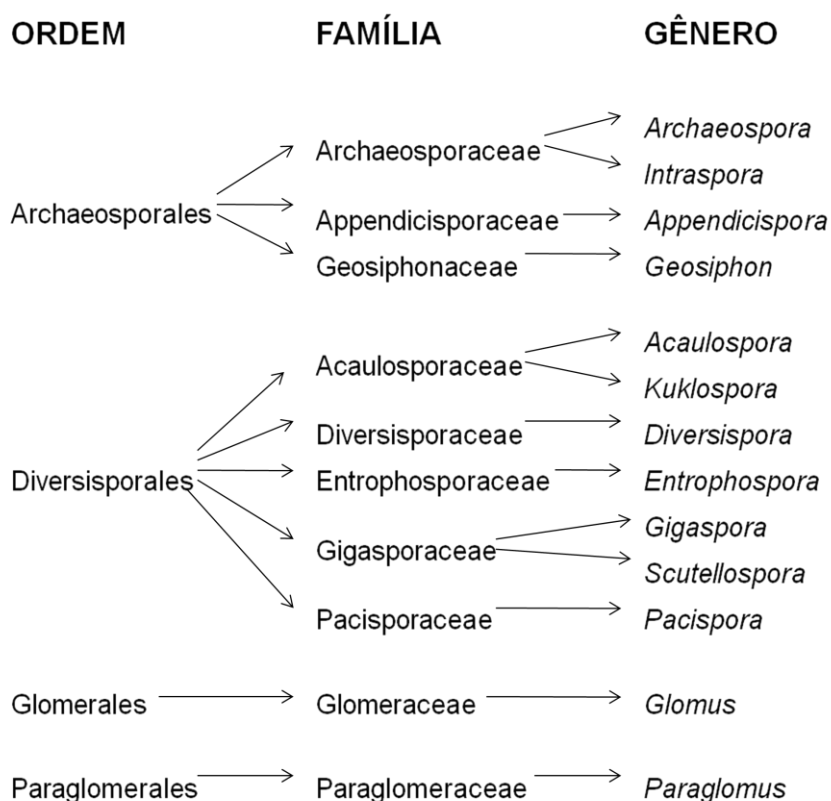 ORDEM FAMÍLIA GÊNERO
Archaeosporales
Archaeosporaceae
Archaeospora
Intraspora
Appendicisporaceae
Appendicispora
Geosiphonaceae
Geosiphon
Diversisporales
Acaulosporaceae
Acaulospora
Kuklospora
Diversisporaceae
Diversispora
Entrophosporaceae
Entrophospora
Gigasporaceae
Gigaspora
Scutellospora
Pacisporaceae
Pacispora
Glomerales
Glomeraceae
Glomus
Paraglomerales
Paraglomeraceae
Paraglomus